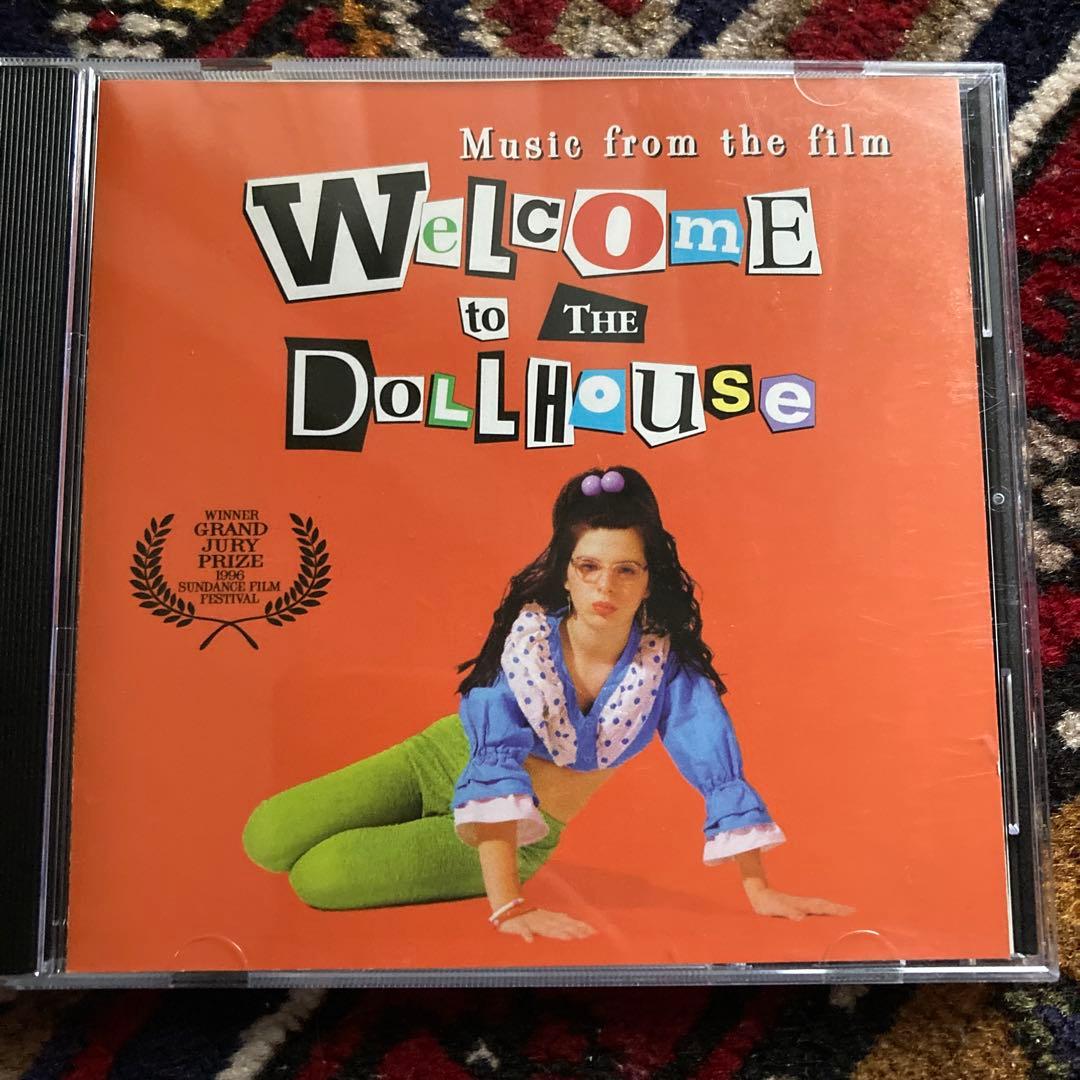 Music from the film
WelcOmE
to THE
DOLLHOUSe
WINNER
GRAND
JURY
PRIZE
1996
SUNDANCE FILM
FESTIVAL